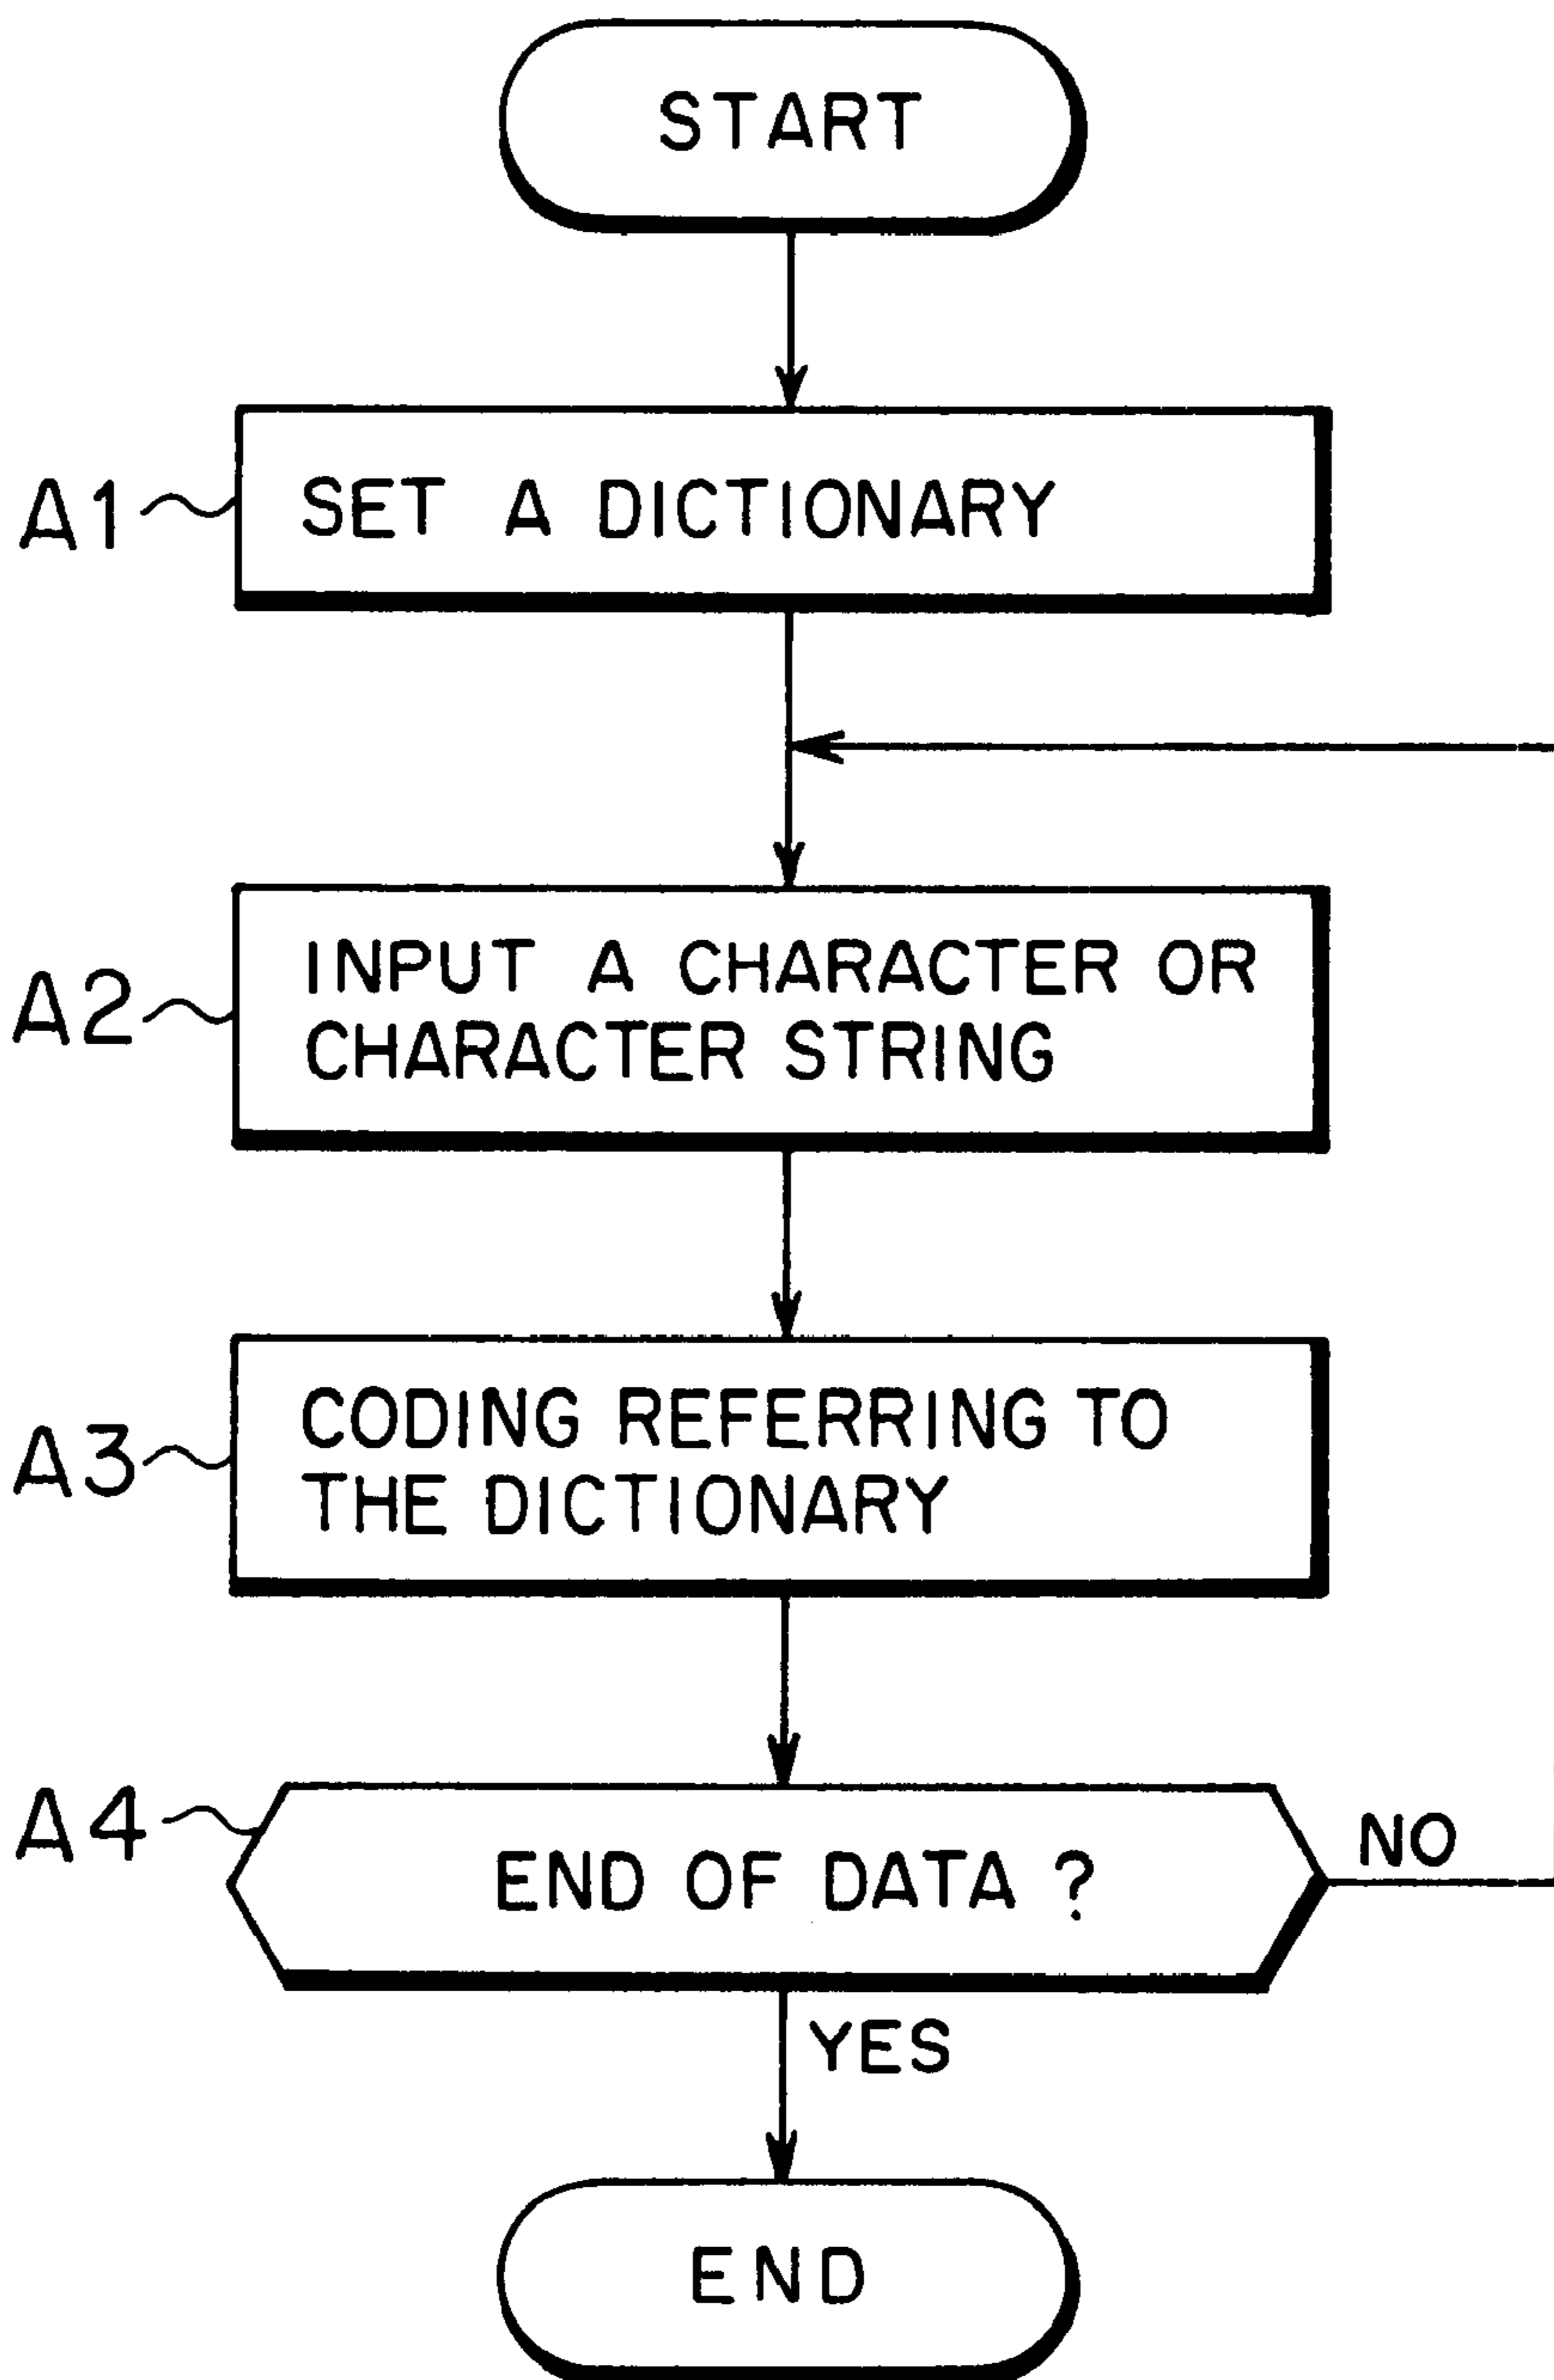 START
A1
SET A DICTIONARY
A2
INPUT A CHARACTER OR
CHARACTER STRING
A3
CODING REFERRING TO
THE DICTIONARY
A4
END OF DATA ?
NO
YES
END